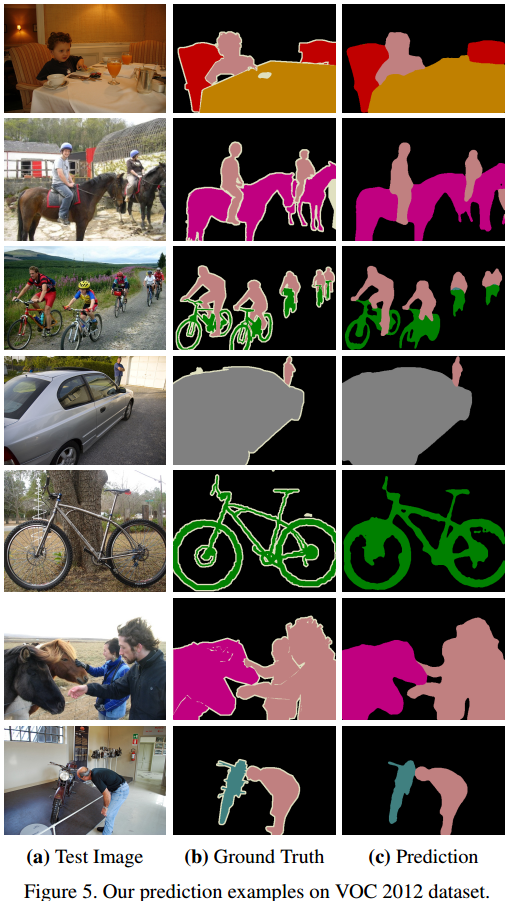 (a) Test Image
(b) Ground Truth
(c) Prediction
Figure 5. Our prediction examples on VOC 2012 dataset.